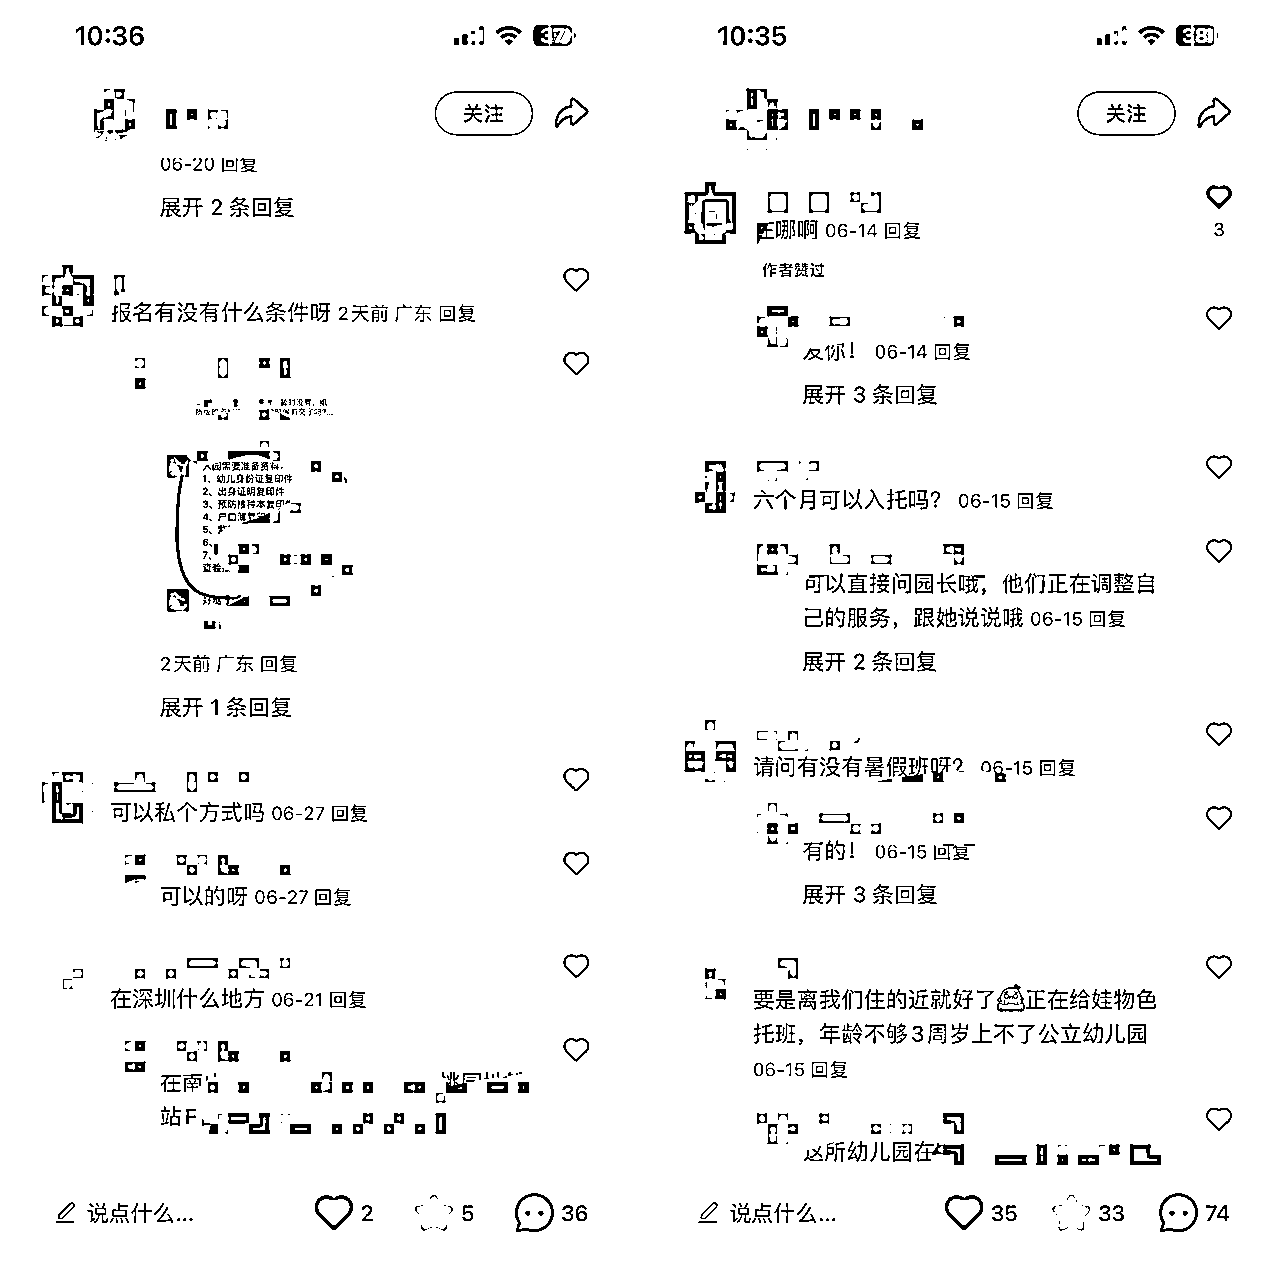 10:36
关注
06-20 回复
展开 2 条回复
报名有没有什么条件呀 2天前 广东 回复
入园需要准备资料:
1、幼儿身份证复印件
2、出身证明复印件
3、预防接种本复印
4、户口
5、
6、
7、
2天前 广东 回复
展开 1 条回复
可以私个方式吗 06-27 回复
可以的呀 06-27 回复
在深圳什么地方 06-21 回复
在南
站 F
说点什么...
2
5
36
10:35
关注
在哪啊 06-14 回复
3
作者赞过
发你！ 06-14 回复
展开 3 条回复
六个月可以入托吗？ 06-15 回复
可以直接问园长哦，他们正在调整自
己的服务，跟她说说哦 06-15 回复
展开 2 条回复
请问有没有暑假班呀？ 06-15 回复
有的！ 06-15 回复
展开 3 条回复
要是离我们住的近就好了正在给娃物色
托班，年龄不够3周岁上不了公立幼儿园
06-15 回复
这所幼儿园在
说点什么...
35
33
74